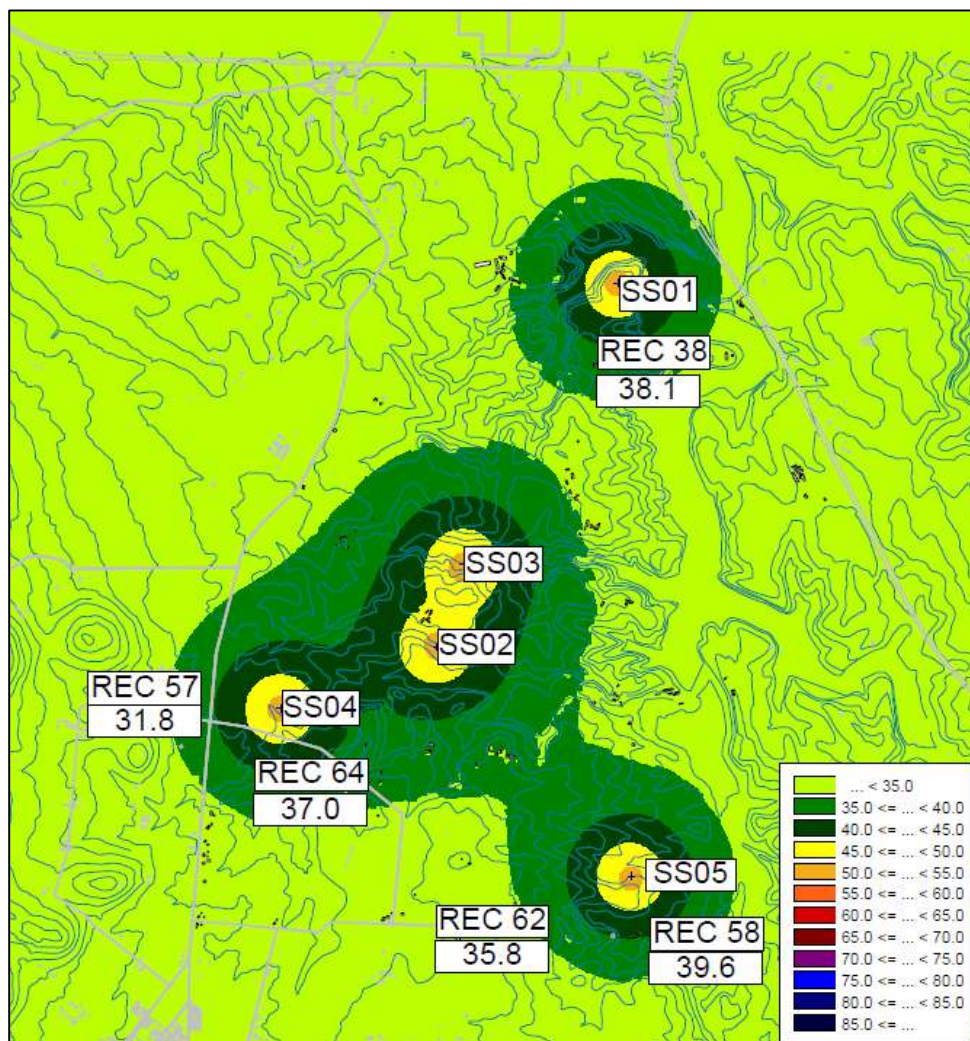 SS01
REC 38
38.1
SS03
SS02
REC 57
31.8
SS04
REC 64
37.0
SS05
REC 62
35.8
REC 58
39.6
... < 35.0
35.0 <= ... < 40.0
40.0 <= ... < 45.0
45.0 <= ... < 50.0
50.0 <= ... < 55.0
55.0 <= ... < 60.0
60.0 <= ... < 65.0
65.0 <= ... < 70.0
70.0 <= ... < 75.0
75.0 <= ... < 80.0
80.0 <= ... < 85.0
85.0 <= ...